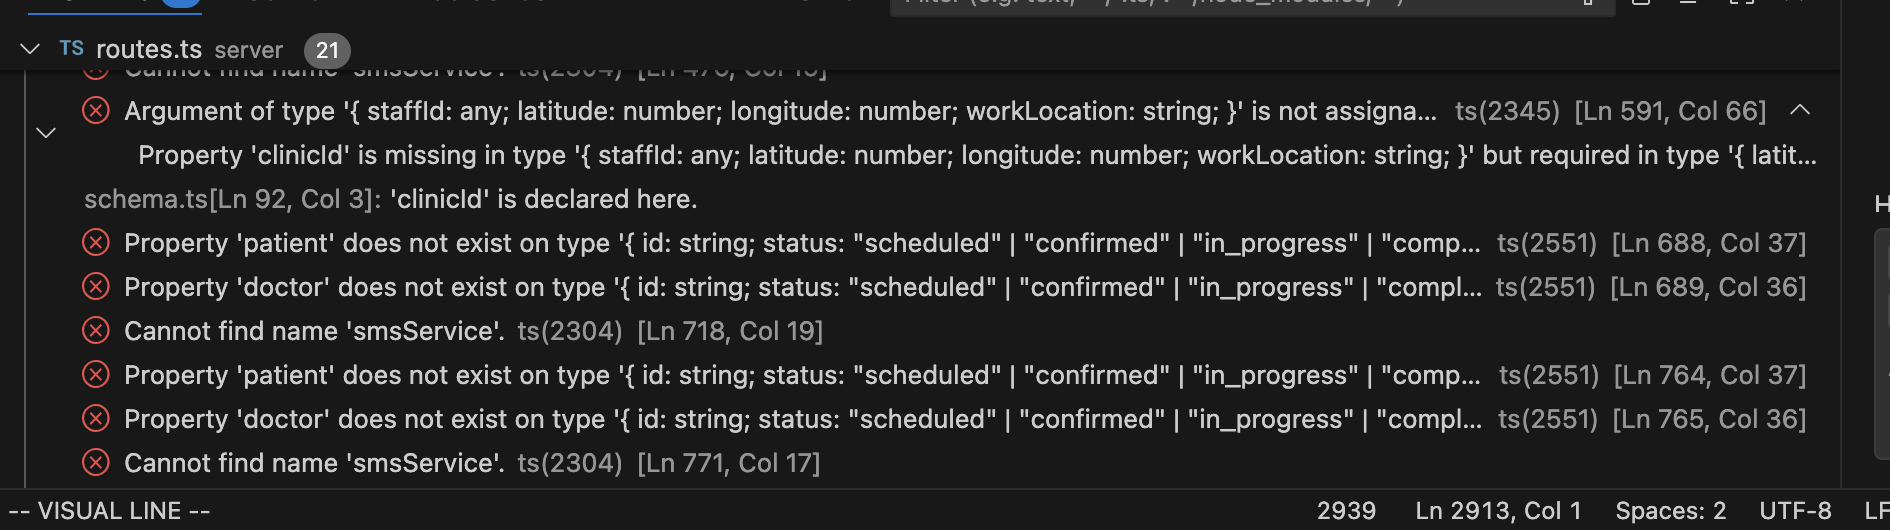 TS routes.ts server 21
Cannot find name 'smsService'. ts(2304)
Argument of type '{ staffId: any; latitude: number; longitude: number; workLocation: string; }' is not assigna... ts(2345) [Ln 591, Col 66]
Property 'clinicId' is missing in type '{ staffId: any; latitude: number; longitude: number; workLocation: string; }' but required in type '{ latit...
schema.ts[Ln 92, Col 3]: 'clinicId' is declared here.
Property 'patient' does not exist on type '{ id: string; status: "scheduled" | "confirmed" | "in_progress" | "comp... ts(2551) [Ln 688, Col 37]
Property 'doctor' does not exist on type '{ id: string; status: "scheduled" | "confirmed" | "in_progress" | "compl... ts(2551) [Ln 689, Col 36]
Cannot find name 'smsService'. ts(2304) [Ln 718, Col 19]
Property 'patient' does not exist on type '{ id: string; status: "scheduled" | "confirmed" | "in_progress" | "comp... ts(2551) [Ln 764, Col 37]
Property 'doctor' does not exist on type '{ id: string; status: "scheduled" | "confirmed" | "in_progress" | "compl... ts(2551) [Ln 765, Col 36]
Cannot find name 'smsService'. ts(2304) [Ln 771, Col 17]
-- VISUAL LINE -- 2939 Ln 2913, Col 1 Spaces: 2 UTF-8 LF